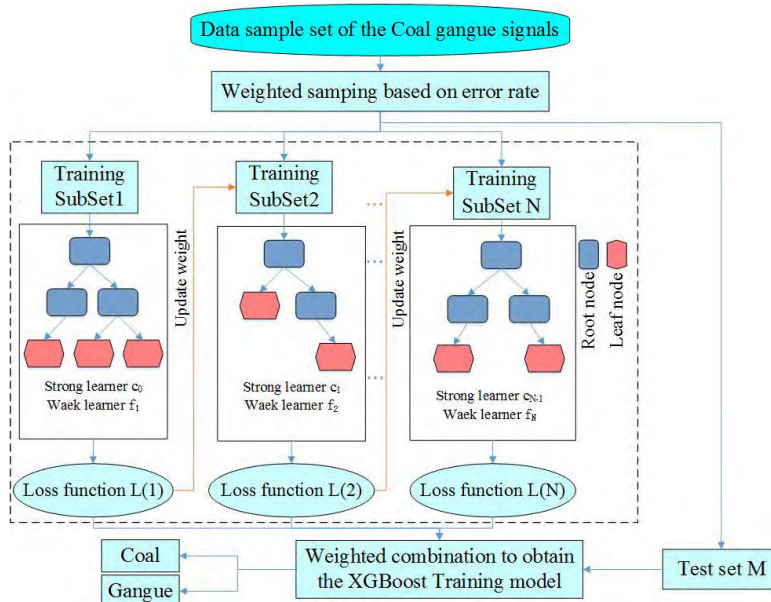 Data sample set of the Coal gangue signals
Weighted samping based on error rate
Training
SubSet1
Training
SubSet2
Training
SubSet N
...
Update weight
...
Update weight
Root node
Leaf node
...
Strong learner c₀
Waek learner f₁
Strong learner c₁
Waek learner f₂
Strong learner c_N-1
Waek learner f_N
Loss function L(1)
Loss function L(2)
Loss function L(N)
Coal
Gangue
Weighted combination to obtain
the XGBoost Training model
Test set M